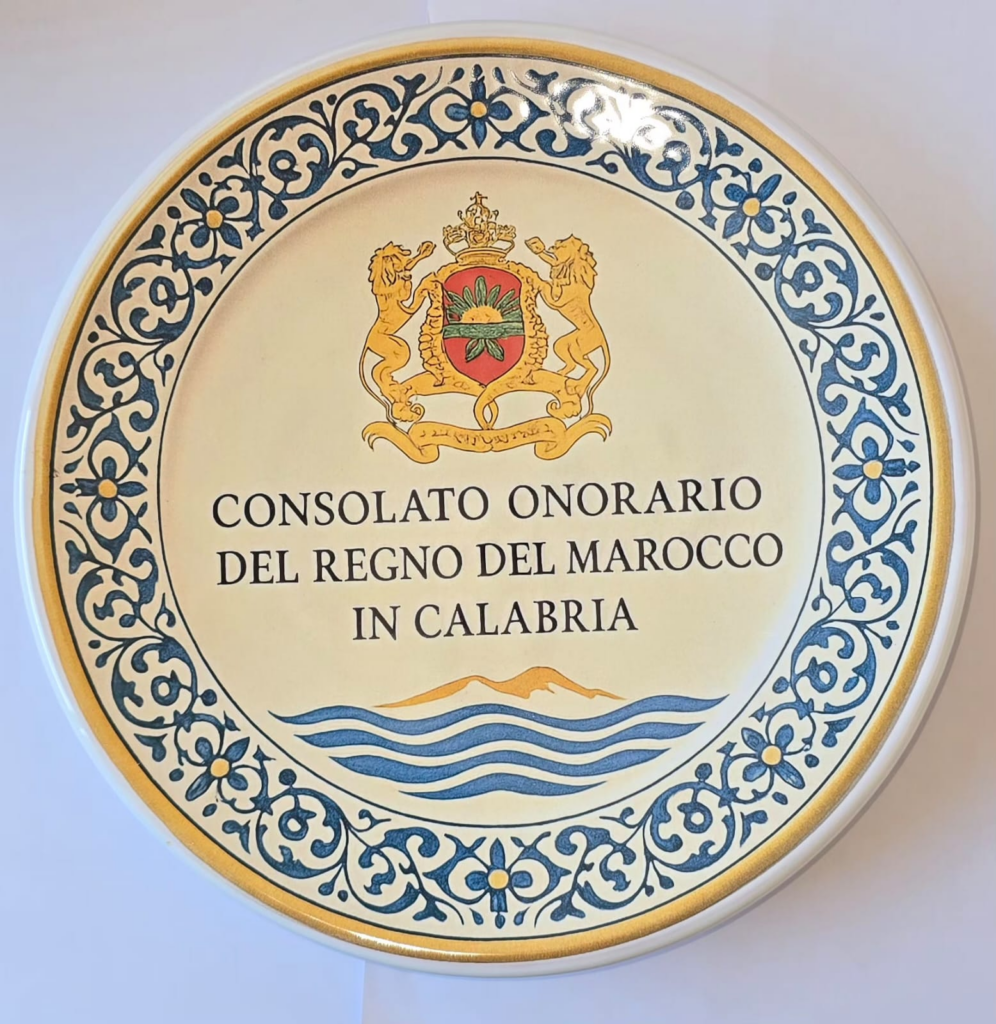 CONSOLATO ONORARIO
DEL REGNO DEL MAROCCO
IN CALABRIA